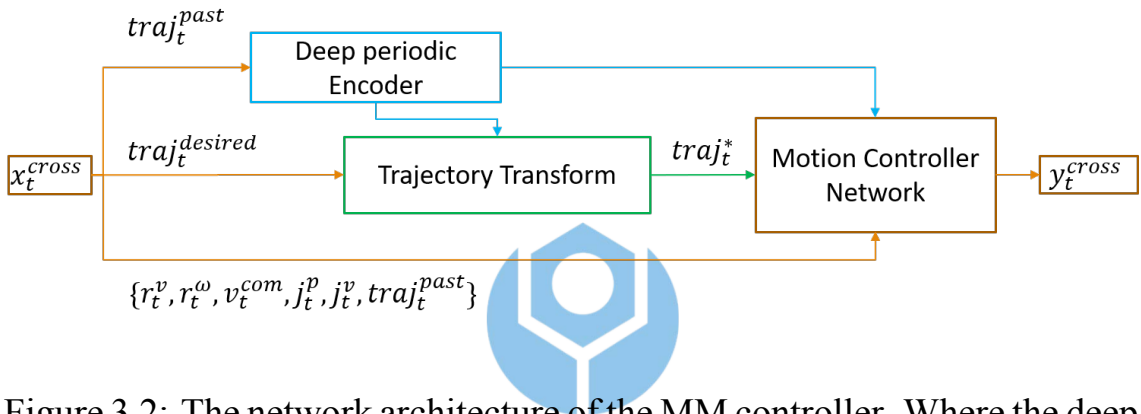 traj_t^{past}
Deep periodic
Encoder
traj_t^{desired}
x_t^{cross}
Trajectory Transform
traj_t^*
Motion Controller
Network
y_t^{cross}
{r_t^v, r_t^ω, v_t^{com}, j_t^p, j_t^v, traj_t^{past}}
Figure 3.2: The network architecture of the MM controller. Where the deep